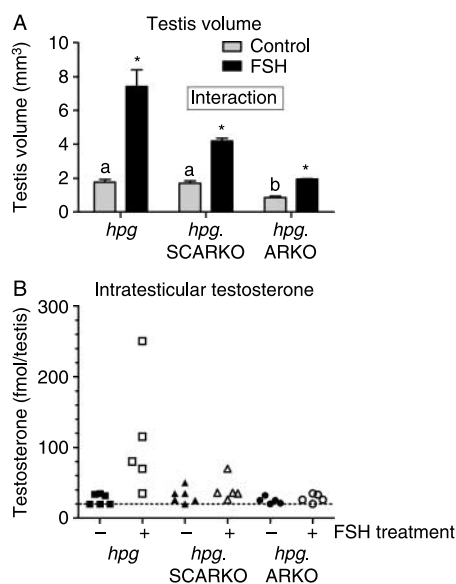 A
Testis volume
Control
FSH
Testis volume (mm³)
10
8
6
4
2
0
Interaction
a
*
a
*
b
*
hpg
hpg.
SCARKO
hpg.
ARKO
B
Intratesticular testosterone
Testosterone (fmol/testis)
300
200
100
0
– + – + – + FSH treatment
hpg
hpg.
SCARKO
hpg.
ARKO